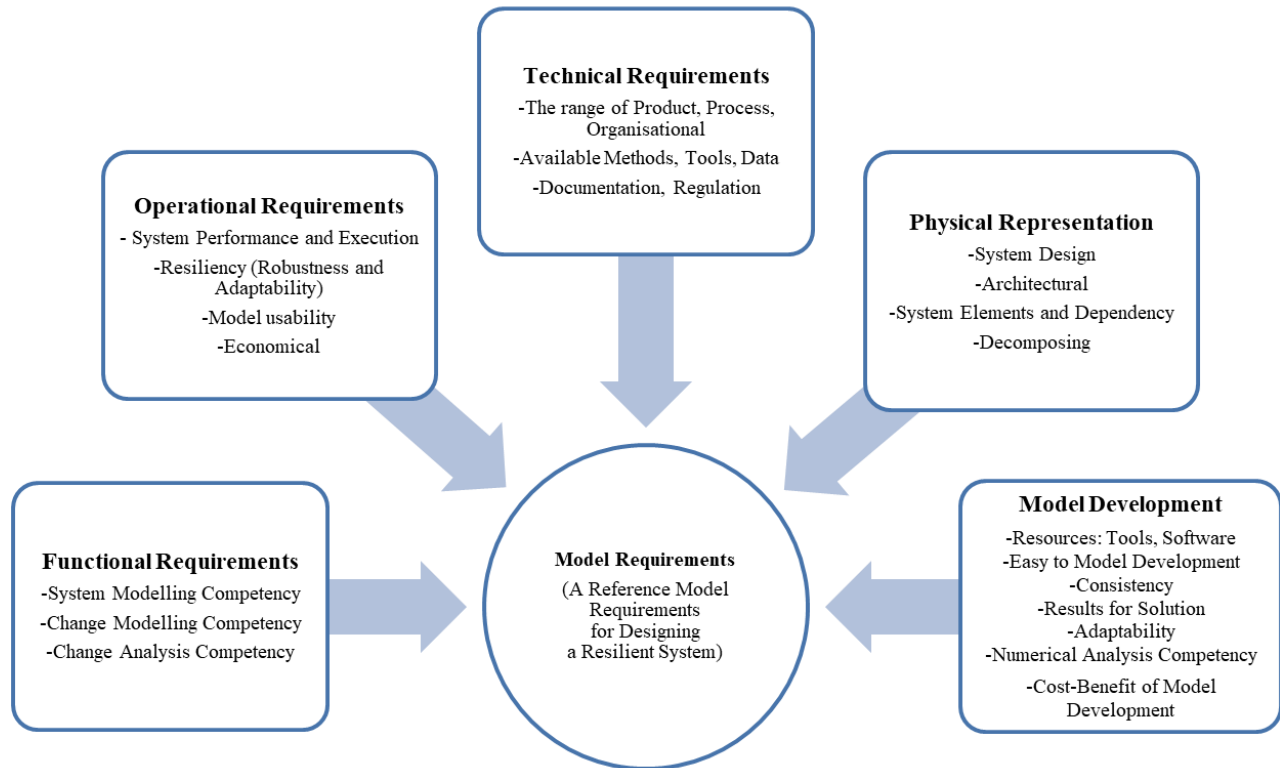 Technical Requirements
-The range of Product, Process,
Organisational
-Available Methods, Tools, Data
-Documentation, Regulation
Operational Requirements
- System Performance and Execution
-Resiliency (Robustness and
Adaptability)
-Model usability
-Economical
Physical Representation
-System Design
-Architectural
-System Elements and Dependency
-Decomposing
Functional Requirements
-System Modelling Competency
-Change Modelling Competency
-Change Analysis Competency
Model Requirements
(A Reference Model
Requirements
for Designing
a Resilient System)
Model Development
-Resources: Tools, Software
-Easy to Model Development
-Consistency
-Results for Solution
-Adaptability
-Numerical Analysis Competency
-Cost-Benefit of Model
Development